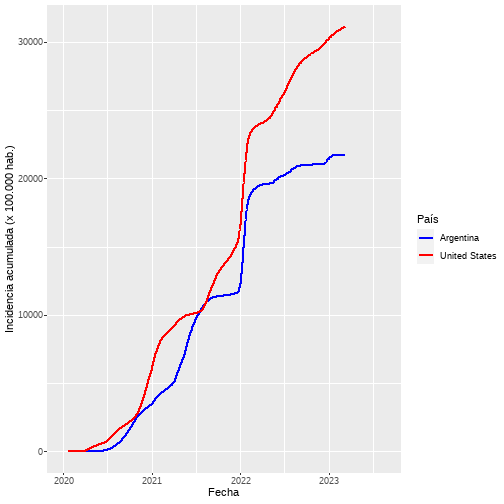 30000
20000
10000
0
Incidencia acumulada (x 100.000 hab.)
2020
2021
2022
2023
Fecha
País
Argentina
United States